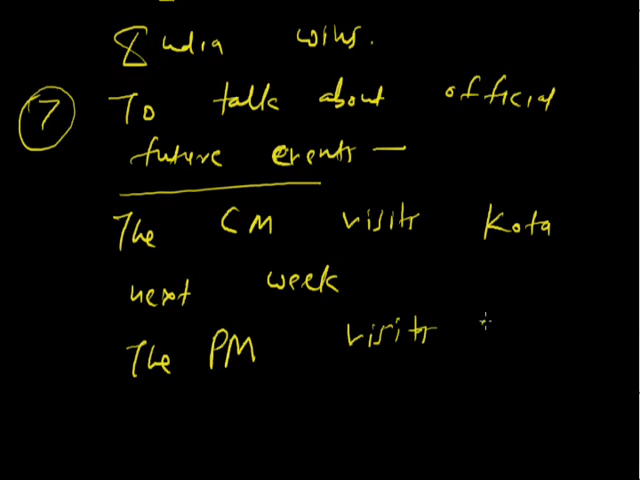 India wins.
7 To talk about official
future events —
The CM visits Kota
next week
The PM visits